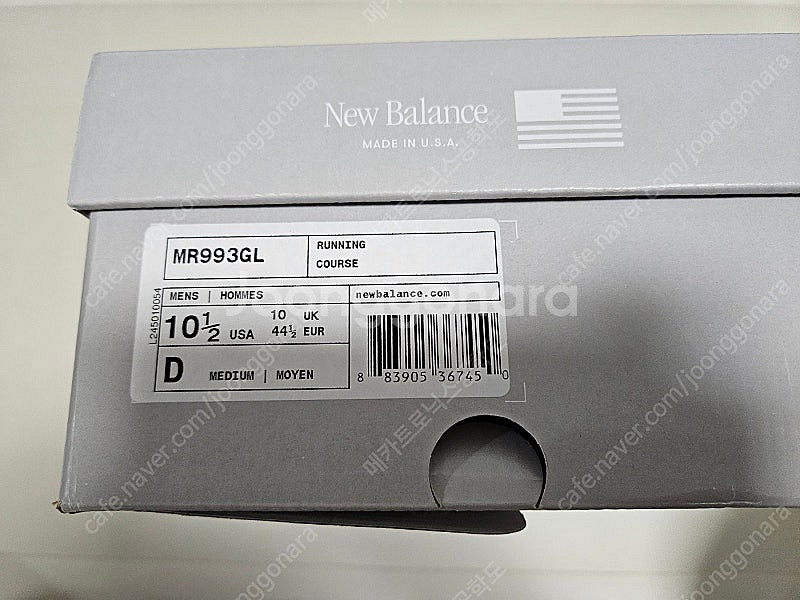 New Balance
MADE IN U.S.A.
MR993GL
RUNNING
COURSE
MENS | HOMMES
newbalance.com
10½ USA
10 UK
44½ EUR
D MEDIUM | MOYEN
8 83905 36745 0
L245010054
Joonggonara
cafe.naver.com/joonggonara